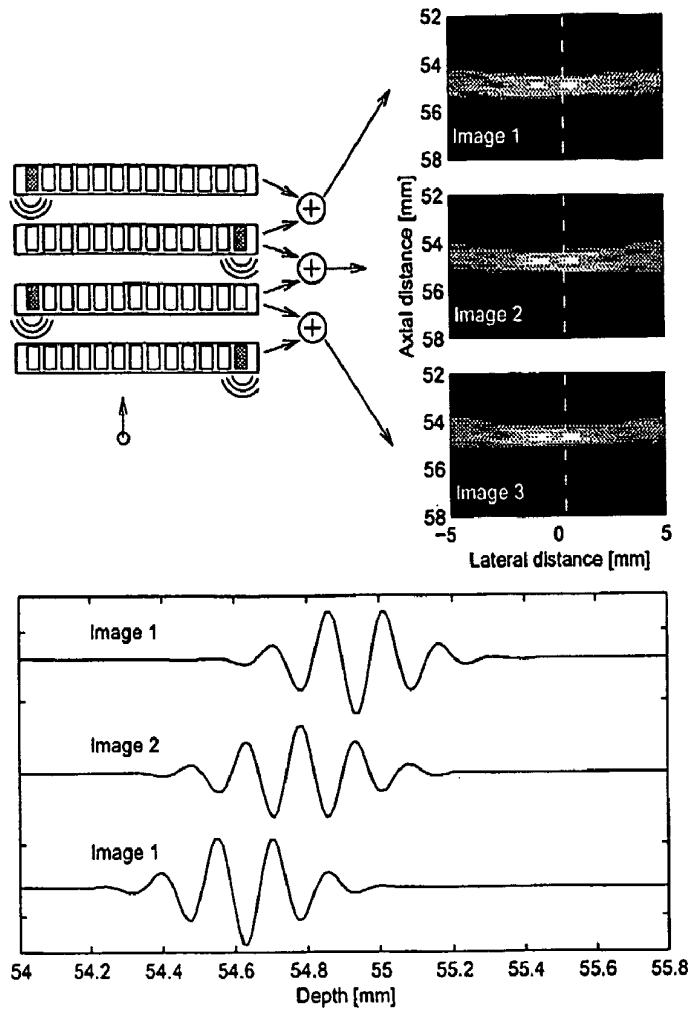 52
54
56
58
Image 1
52
54
56
58
Image 2
52
54
56
58
Image 3
Axial distance [mm]
-5
0
5
Lateral distance [mm]
Image 1
Image 2
Image 1
54
54.2
54.4
54.6
54.8
55
55.2
55.4
55.6
55.8
Depth [mm]